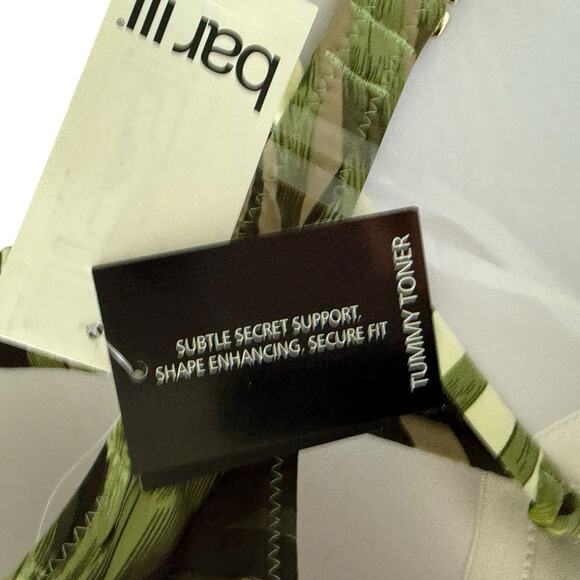 bar III®
SUBTLE SECRET SUPPORT,
SHAPE ENHANCING, SECURE FIT
TUMMY TONER